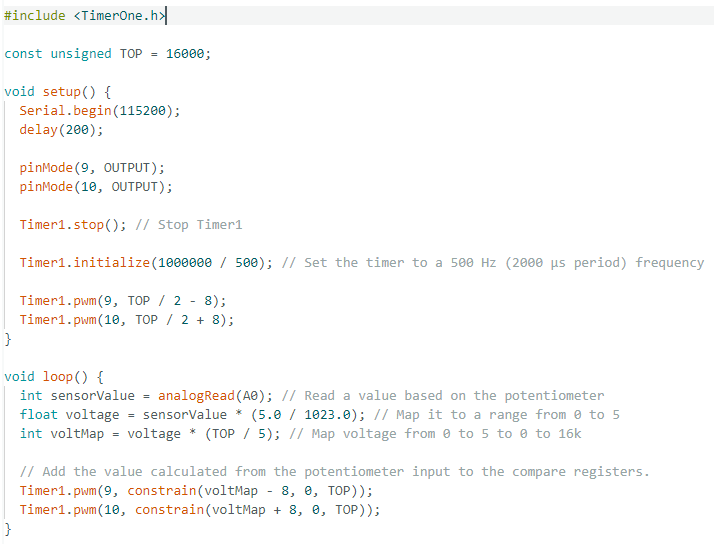 #include <TimerOne.h>
const unsigned TOP = 16000;
void setup() {
Serial.begin(115200);
delay(200);
pinMode(9, OUTPUT);
pinMode(10, OUTPUT);
Timer1.stop(); // Stop Timer1
Timer1.initialize(1000000 / 500); // Set the timer to a 500 Hz (2000 µs period) frequency
Timer1.pwm(9, TOP / 2 - 8);
Timer1.pwm(10, TOP / 2 + 8);
}
void loop() {
int sensorValue = analogRead(A0); // Read a value based on the potentiometer
float voltage = sensorValue * (5.0 / 1023.0); // Map it to a range from 0 to 5
int voltMap = voltage * (TOP / 5); // Map voltage from 0 to 5 to 0 to 16k
// Add the value calculated from the potentiometer input to the compare registers.
Timer1.pwm(9, constrain(voltMap - 8, 0, TOP));
Timer1.pwm(10, constrain(voltMap + 8, 0, TOP));
}